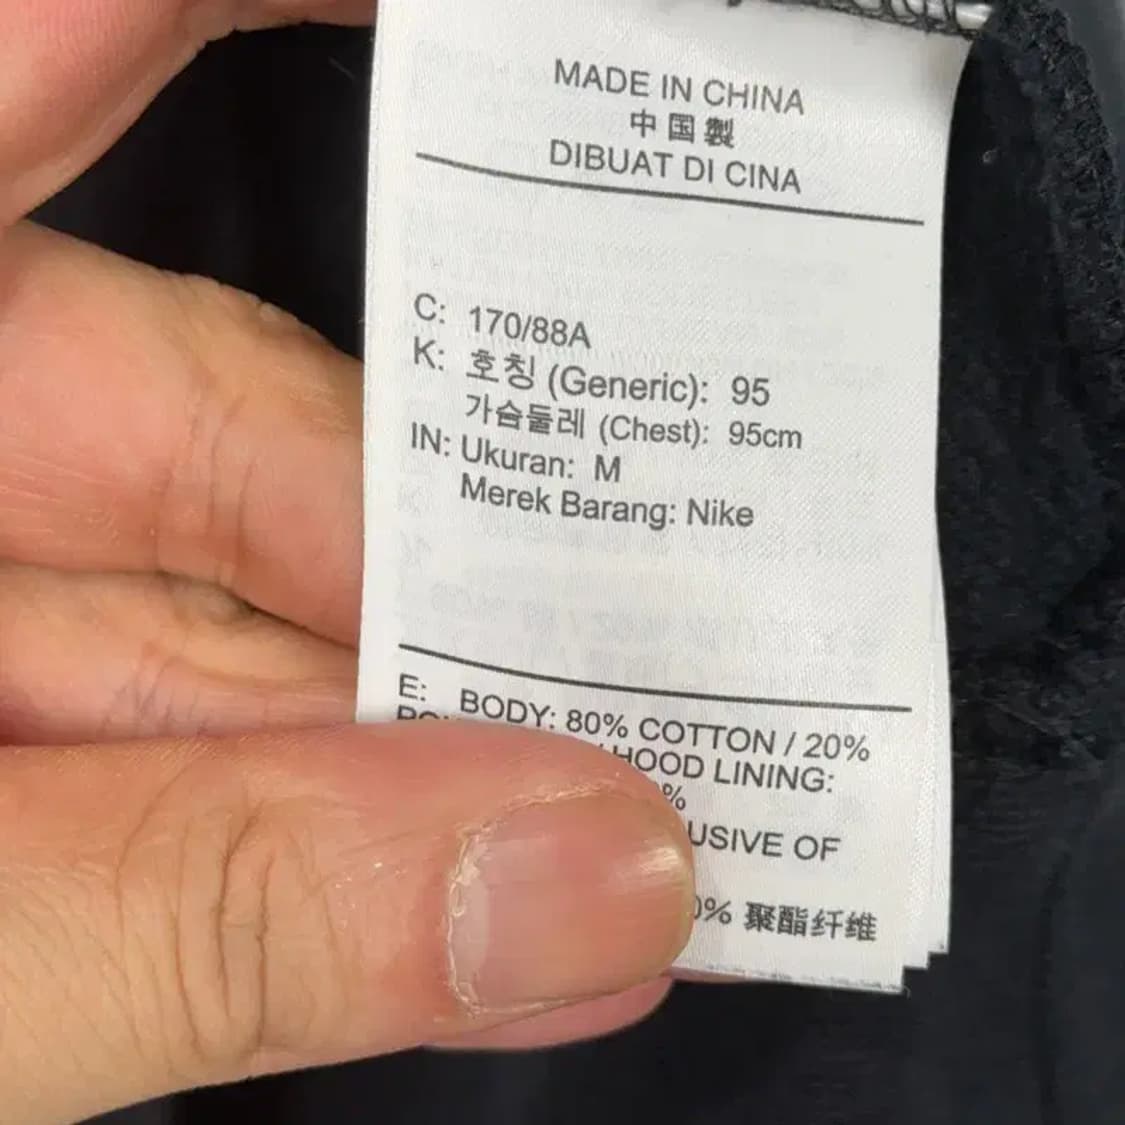 MADE IN CHINA
中国製
DIBUAT DI CINA
C: 170/88A
K: 호칭 (Generic): 95
가슴둘레 (Chest): 95cm
IN: Ukuran: M
Merek Barang: Nike
E: BODY: 80% COTTON / 20%
HOOD LINING:
%
USIVE OF
0% 聚酯纤维